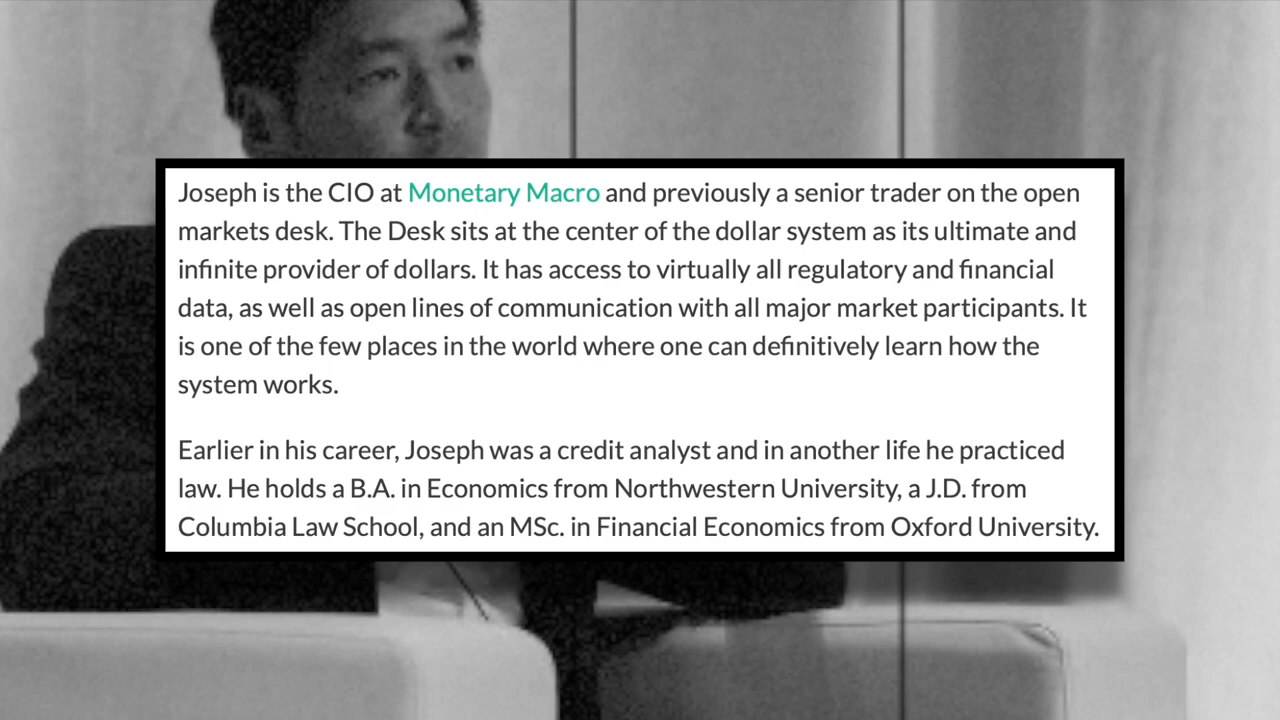 Joseph is the CIO at Monetary Macro and previously a senior trader on the open
markets desk. The Desk sits at the center of the dollar system as its ultimate and
infinite provider of dollars. It has access to virtually all regulatory and financial
data, as well as open lines of communication with all major market participants. It
is one of the few places in the world where one can definitively learn how the
system works.
Earlier in his career, Joseph was a credit analyst and in another life he practiced
law. He holds a B.A. in Economics from Northwestern University, a J.D. from
Columbia Law School, and an MSc. in Financial Economics from Oxford University.